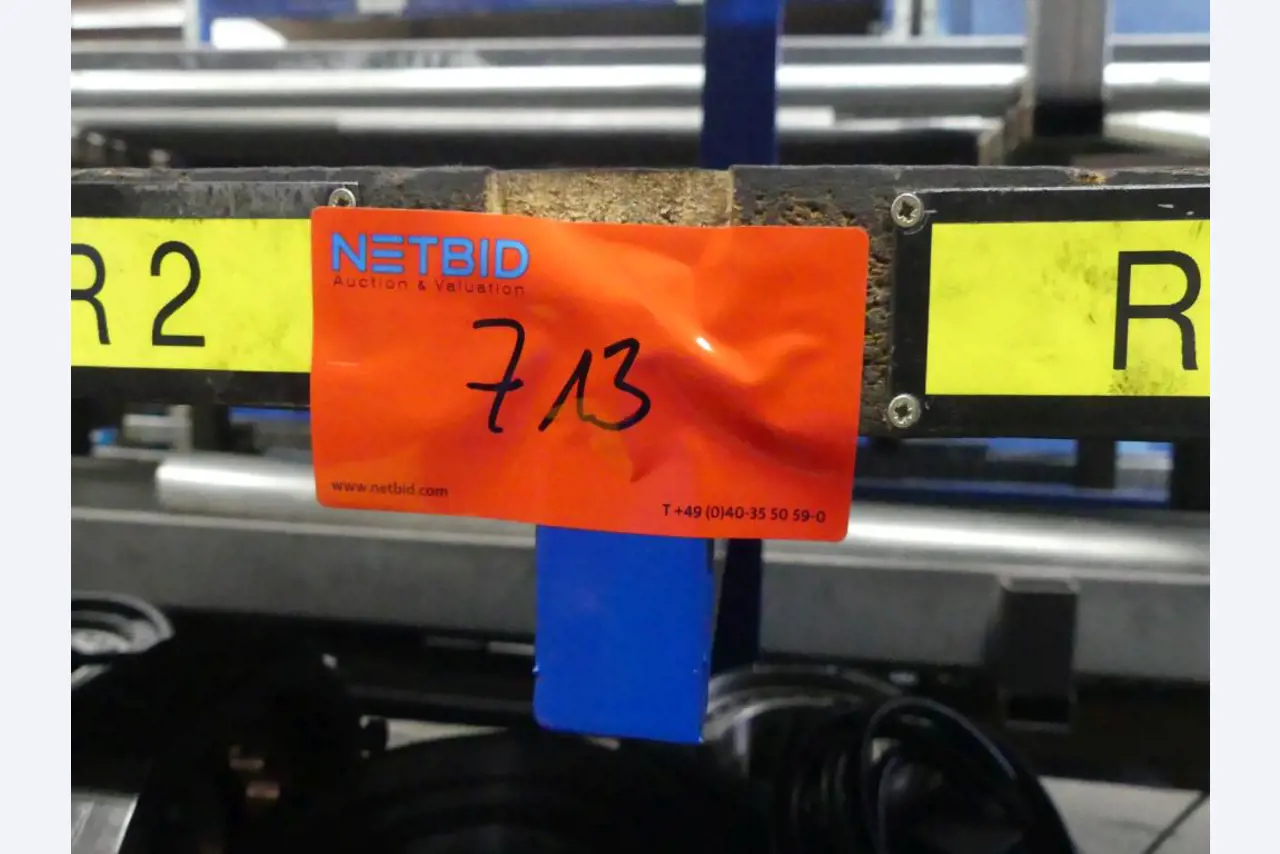 R 2
NETBID
Auction & Valuation
713
www.netbid.com
T +49 (0)40-35 50 59-0
R